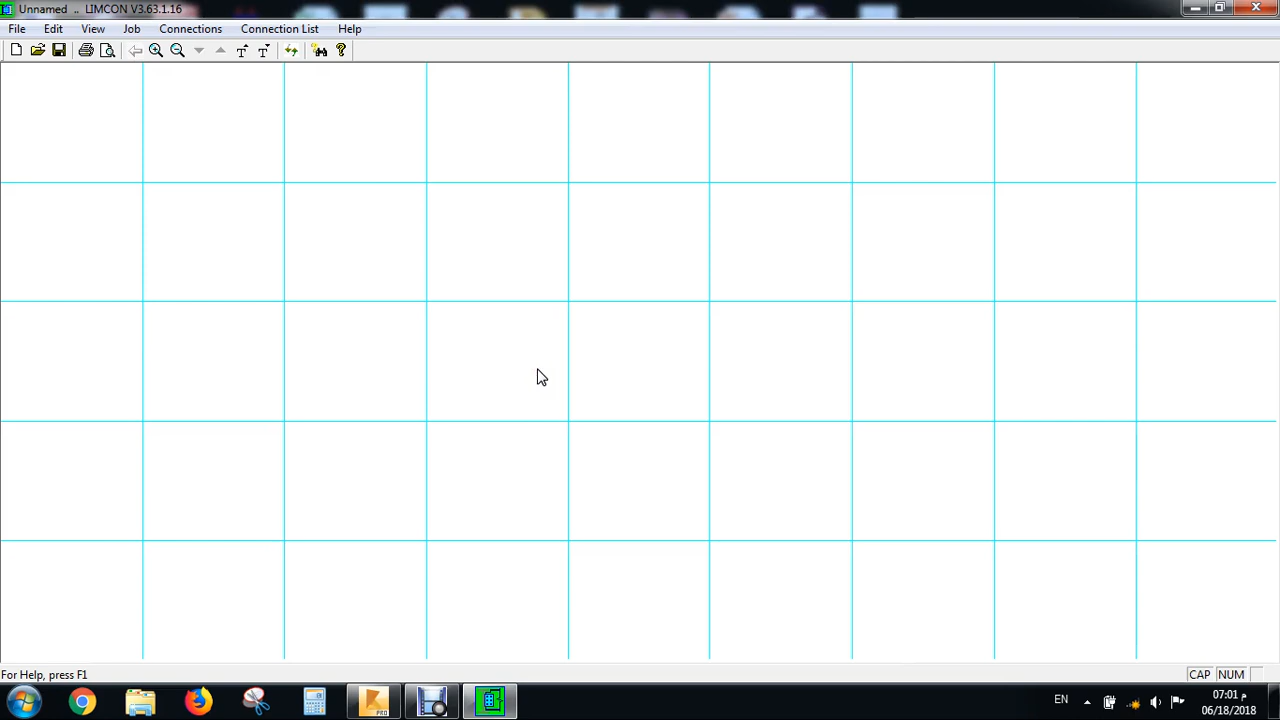 Unnamed .. LIMCON V3.63.1.16
File Edit View Job Connections Connection List Help
For Help, press F1
CAP NUM
PRO
EN
07:01 م
06/18/2018